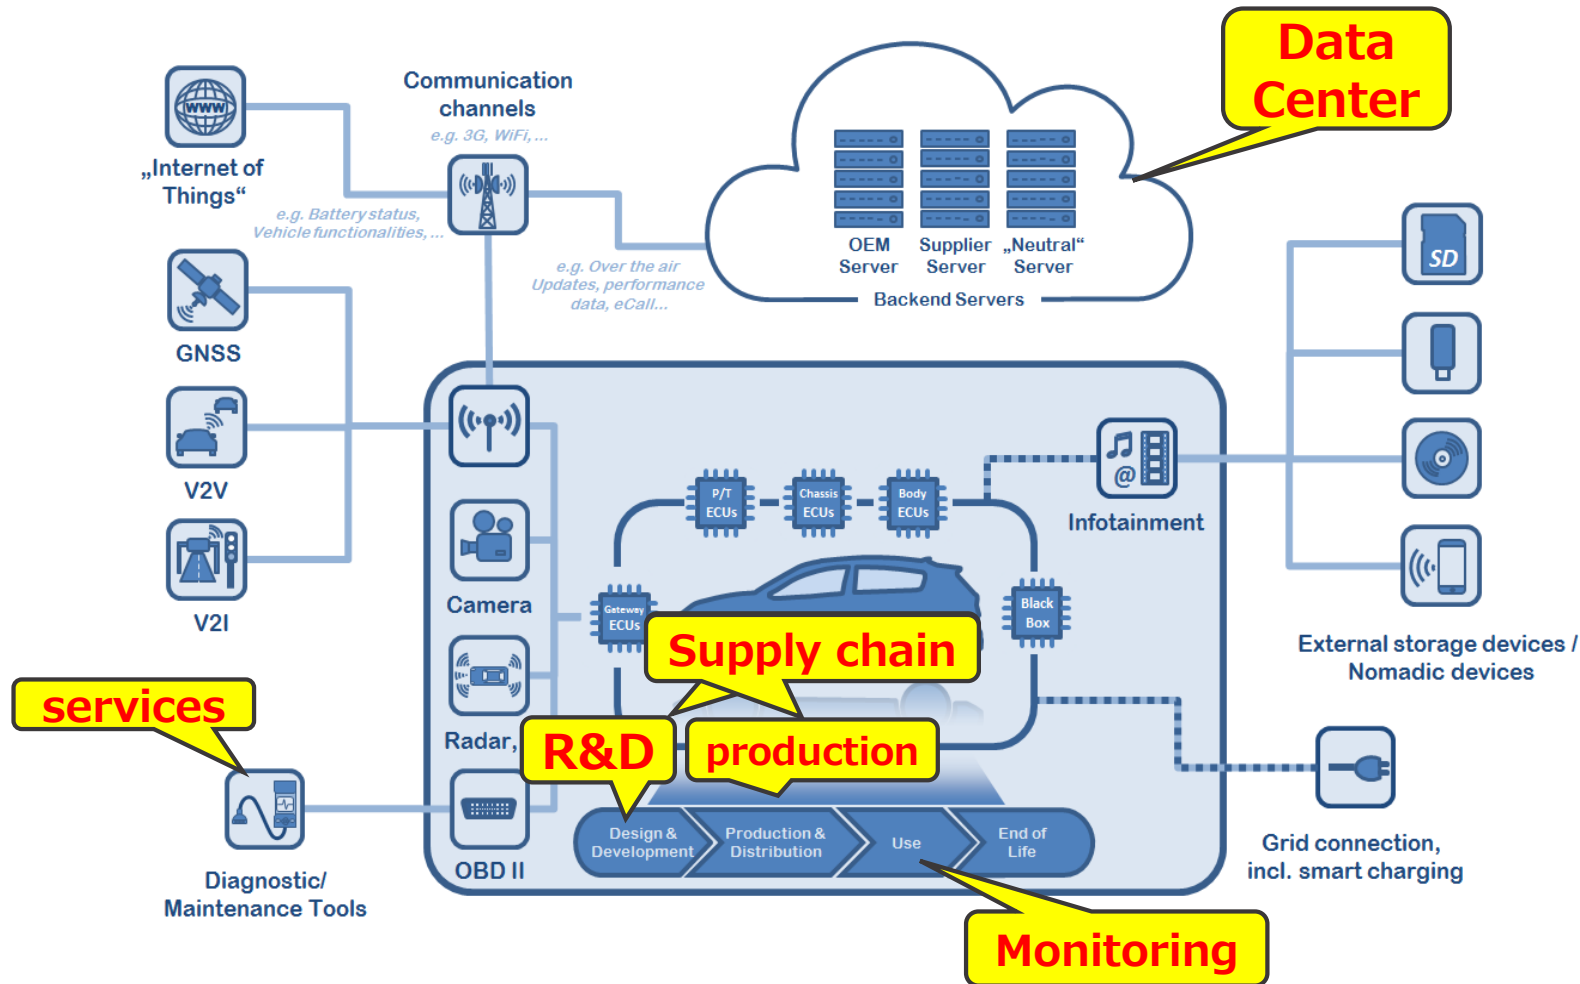 Data
Center
WWW
„Internet of
Things“
Communication
channels
e.g. 3G, WiFi, ...
e.g. Battery status,
Vehicle functionalities, ...
e.g. Over the air
Updates, performance
data, eCall...
OEM
Server
Supplier
Server
„Neutral“
Server
Backend Servers
SD
GNSS
V2V
V2I
Camera
Radar,
OBD II
P/T
ECUs
Chassis
ECUs
Body
ECUs
Gateway
ECUs
Black
Box
@
Infotainment
External storage devices /
Nomadic devices
Supply chain
services
R&D
production
Design &
Development
Production &
Distribution
Use
End of
Life
Diagnostic/
Maintenance Tools
Grid connection,
incl. smart charging
Monitoring